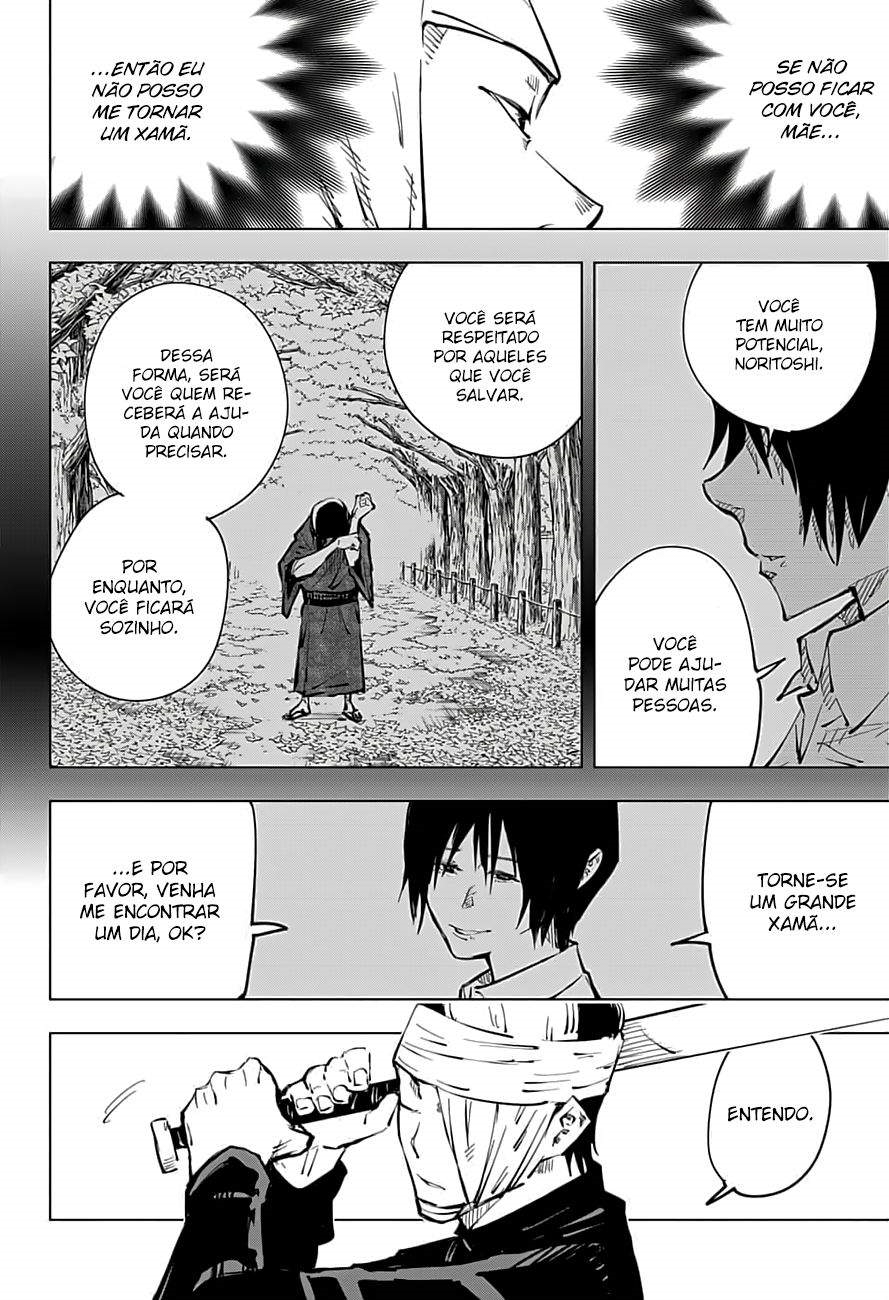 SE NÃO
POSSO FICAR
COM VOCÊ,
MÃE...
...ENTÃO EU
NÃO POSSO
ME TORNAR
UM XAMÃ.
VOCÊ
TEM MUITO
POTENCIAL,
NORITOSHI.
VOCÊ
PODE AJU-
DAR MUITAS
PESSOAS.
VOCÊ SERÁ
RESPEITADO
POR AQUELES
QUE VOCÊ
SALVAR.
DESSA
FORMA, SERÁ
VOCÊ QUEM RE-
CEBERÁ A AJU-
DA QUANDO
PRECISAR.
POR
ENQUANTO,
VOCÊ FICARÁ
SOZINHO.
TORNE-SE
UM GRANDE
XAMÃ...
...E POR
FAVOR, VENHA
ME ENCONTRAR
UM DIA, OK?
ENTENDO.